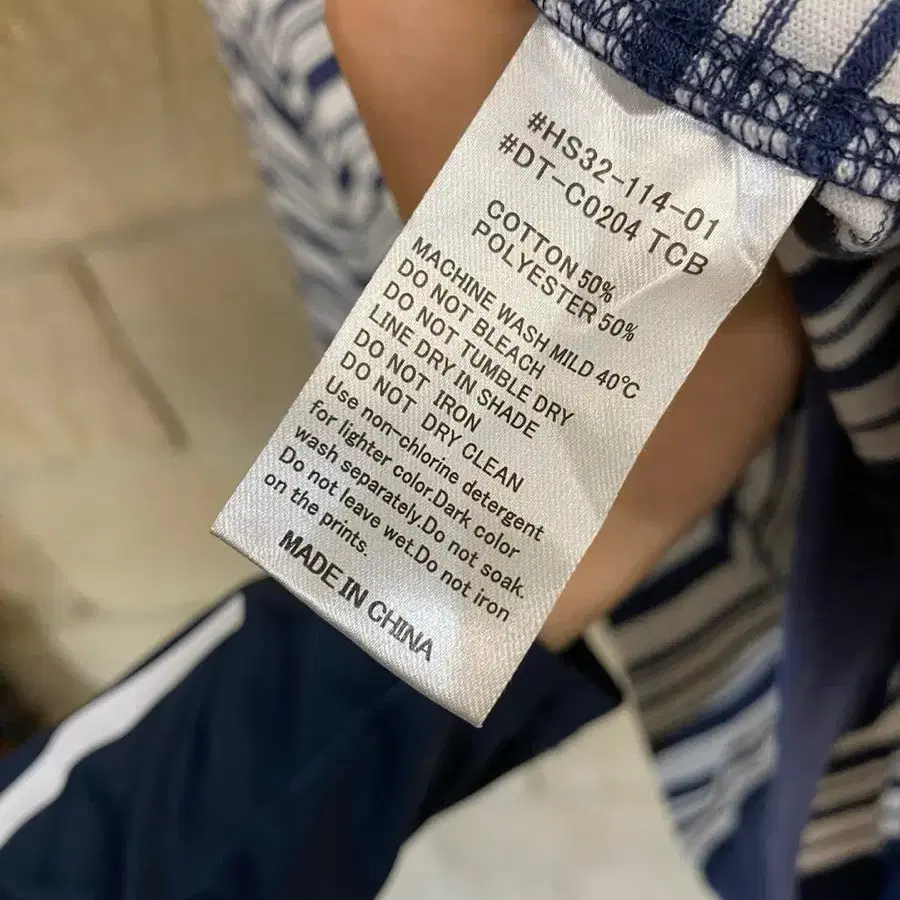 #HS32-114-01
#DT-C0204 TCB
COTTON 50%
POLYESTER 50%
MACHINE WASH MILD 40℃
DO NOT BLEACH
DO NOT TUMBLE DRY
LINE DRY IN SHADE
DO NOT IRON
DO NOT DRY CLEAN
Use non-chlorine detergent
for lighter color.Dark color
wash separately.Do not soak.
Do not leave wet.Do not iron
on the prints.
MADE IN CHINA